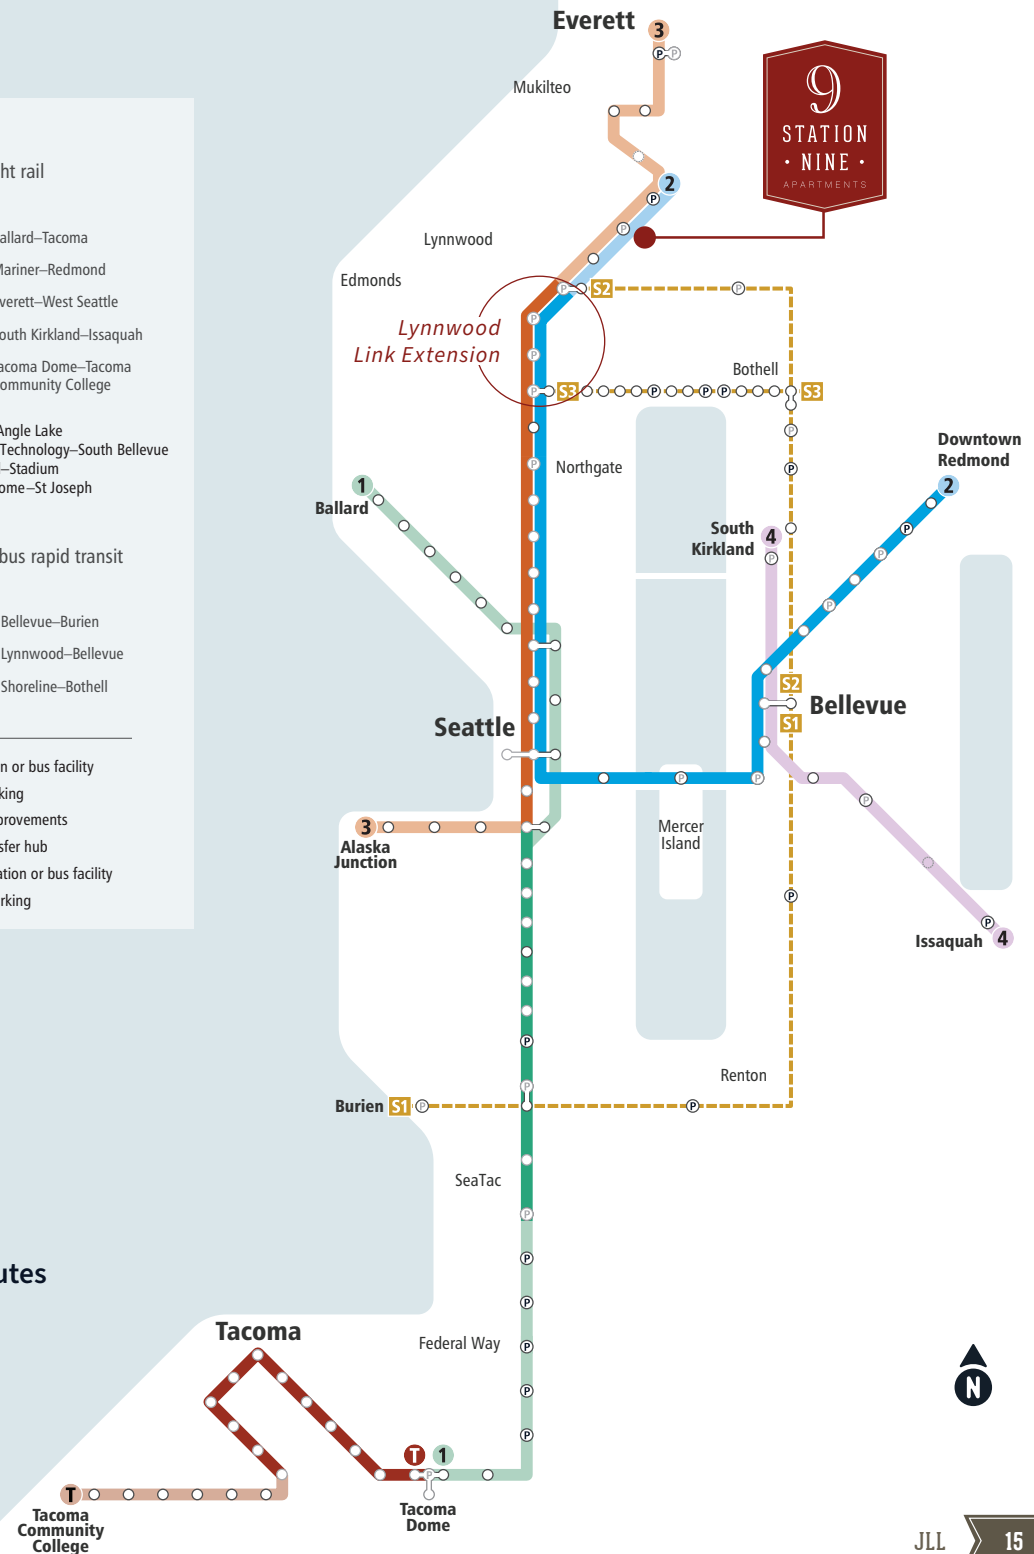 Everett
3
P P
Mukilteo
9
STATION
• NINE •
APARTMENTS
ht rail
2
P
allard–Tacoma
P
Lynnwood
ariner–Redmond
Edmonds
P S2 P
verett–West Seattle
P
Lynnwood
Link Extension
outh Kirkland–Issaquah
P
acoma Dome–Tacoma
ommunity College
Bothell
P S3 P P P S3
Angle Lake
P
Technology–South Bellevue
Downtown
Redmond
–Stadium
Northgate
P
P
ome–St Joseph
1
2
Ballard
South
Kirkland
P
4
bus rapid transit
P
P
Bellevue–Burien
P
Lynnwood–Bellevue
Shoreline–Bothell
S2
Bellevue
S1
Seattle
n or bus facility
P P
king
P
provements
3
Alaska
Junction
Mercer
Island
sfer hub
ation or bus facility
rking
P
P
Issaquah 4
P
Renton
P
Burien S1 P P
SeaTac
P
P
utes
P
Tacoma
Federal Way
P
P
N
P
T 1
P
T
Tacoma
Community
College
Tacoma
Dome
JLL 15